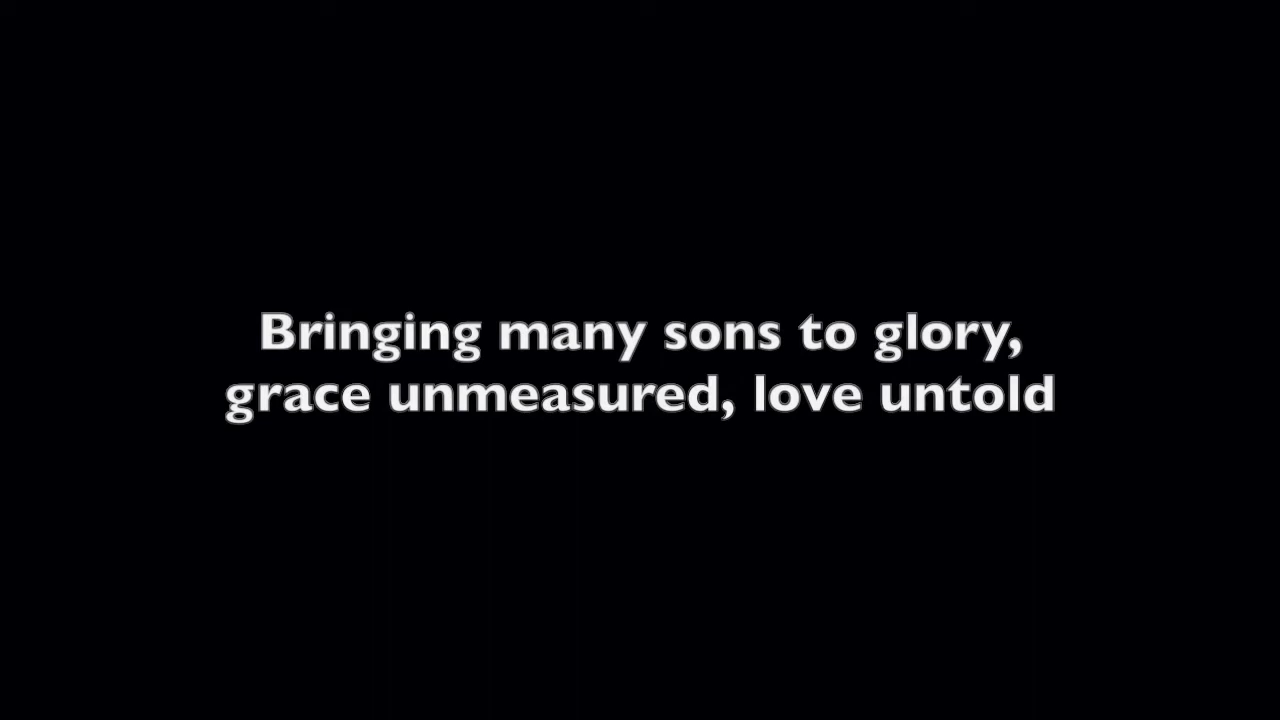 Bringing many sons to glory,
grace unmeasured, love untold